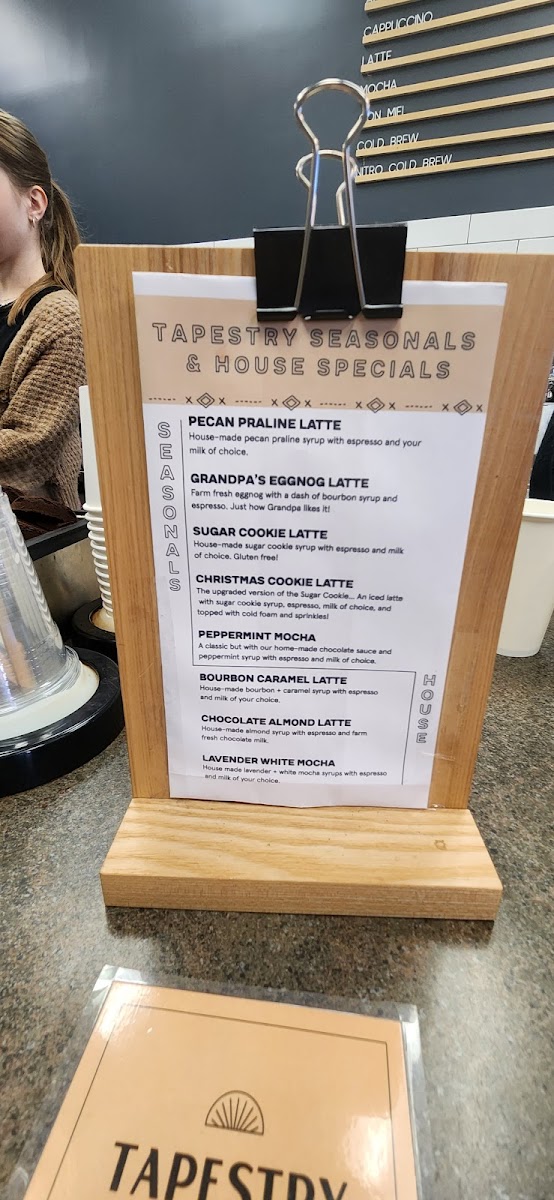 CAPPUCCINO
LATTE
MOCHA
MIEL
COLD BREW
NITRO COLD BREW
TAPESTRY SEASONALS
& HOUSE SPECIALS
SEASONALS
PECAN PRALINE LATTE
House-made pecan praline syrup with espresso and your
milk of choice.
GRANDPA'S EGGNOG LATTE
Farm fresh eggnog with a dash of bourbon syrup and
espresso. Just how Grandpa likes it!
SUGAR COOKIE LATTE
House-made sugar cookie syrup with espresso and milk
of choice. Gluten free!
CHRISTMAS COOKIE LATTE
The upgraded version of the Sugar Cookie... An iced latte
with sugar cookie syrup, espresso, milk of choice, and
topped with cold foam and sprinkles!
PEPPERMINT MOCHA
A classic but with our home-made chocolate sauce and
peppermint syrup with espresso and milk of choice.
HOUSE
BOURBON CARAMEL LATTE
House-made bourbon + caramel syrup with espresso
and milk of your choice.
CHOCOLATE ALMOND LATTE
House-made almond syrup with espresso and farm
fresh chocolate milk.
LAVENDER WHITE MOCHA
House made lavender + white mocha syrups with espresso
and milk of your choice.
TAPESTRY